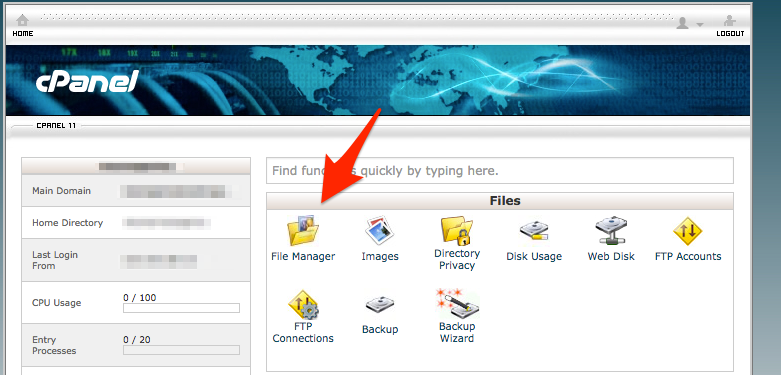 HOME
LOGOUT
cPanel
CPANEL 11
Find functions quickly by typing here.
Main Domain
Home Directory
Last Login
From
CPU Usage
0 / 100
Entry
Processes
0 / 20
Files
File Manager
Images
Directory
Privacy
Disk Usage
Web Disk
FTP Accounts
FTP
Connections
Backup
Backup
Wizard